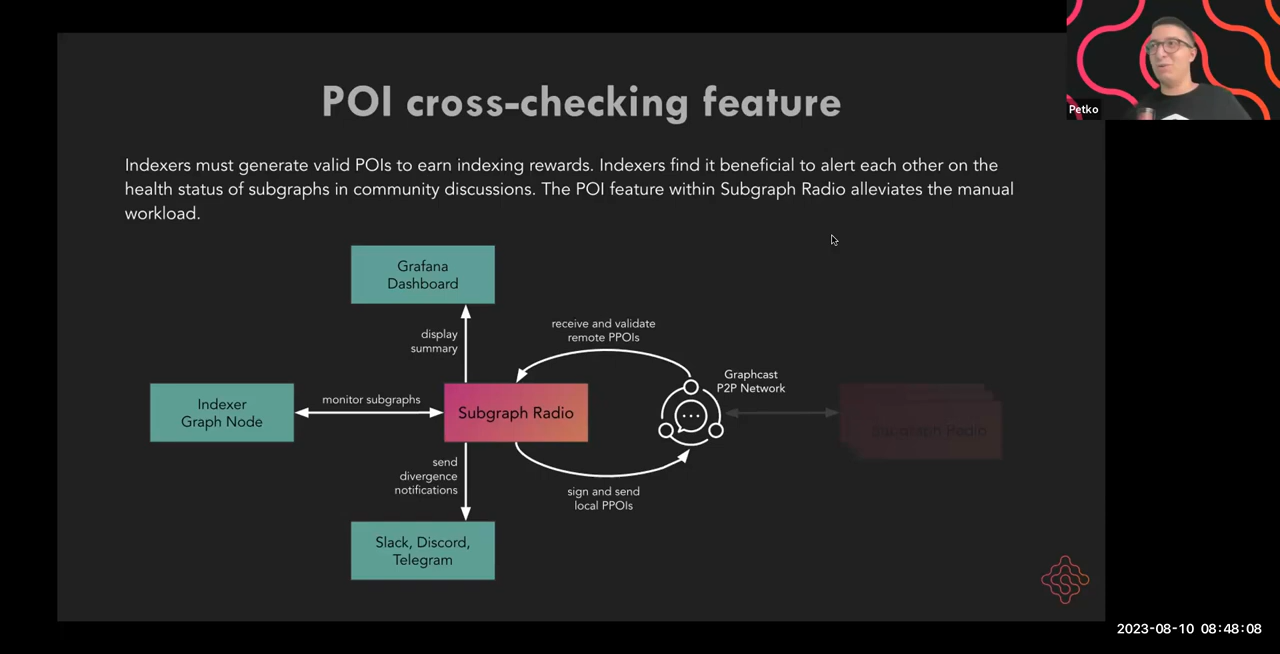 POI cross-checking feature
Petko
Indexers must generate valid POIs to earn indexing rewards. Indexers find it beneficial to alert each other on the
health status of subgraphs in community discussions. The POI feature within Subgraph Radio alleviates the manual
workload.
Grafana
Dashboard
display
summary
receive and validate
remote PPOIs
Graphcast
P2P Network
Indexer
Graph Node
monitor subgraphs
Subgraph Radio
Subgraph Radio
send
divergence
notifications
sign and send
local PPOIs
Slack, Discord,
Telegram
2023-08-10 08:48:08